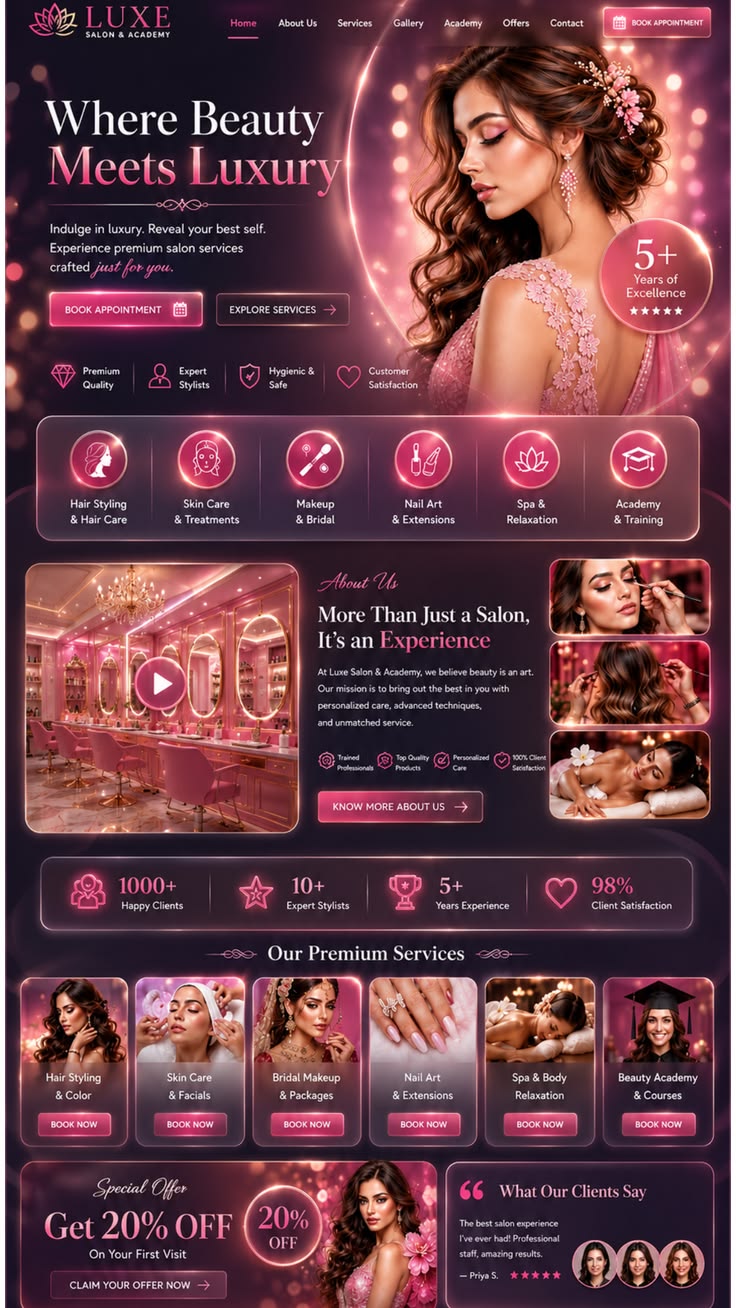 LUXE
SALON & ACADEMY
Home
About Us
Services
Gallery
Academy
Offers
Contact
BOOK APPOINTMENT
Where Beauty
Meets Luxury
Indulge in luxury. Reveal your best self.
Experience premium salon services
crafted just for you.
BOOK APPOINTMENT
EXPLORE SERVICES
5+
Years of
Excellence
Premium
Quality
Expert
Stylists
Hygienic &
Safe
Customer
Satisfaction
Hair Styling
& Hair Care
Skin Care
& Treatments
Makeup
& Bridal
Nail Art
& Extensions
Spa &
Relaxation
Academy
& Training
About Us
More Than Just a Salon,
It's an Experience
At Luxe Salon & Academy, we believe beauty is an art.
Our mission is to bring out the best in you with
personalized care, advanced techniques,
and unmatched service.
Trained
Professionals
Top Quality
Products
Personalized
Care
100% Client
Satisfaction
KNOW MORE ABOUT US
1000+
Happy Clients
10+
Expert Stylists
5+
Years Experience
98%
Client Satisfaction
Our Premium Services
Hair Styling
& Color
BOOK NOW
Skin Care
& Facials
BOOK NOW
Bridal Makeup
& Packages
BOOK NOW
Nail Art
& Extensions
BOOK NOW
Spa & Body
Relaxation
BOOK NOW
Beauty Academy
& Courses
BOOK NOW
Special Offer
Get 20% OFF
On Your First Visit
CLAIM YOUR OFFER NOW
20%
OFF
What Our Clients Say
The best salon experience
I've ever had! Professional
staff, amazing results.
— Priya S.